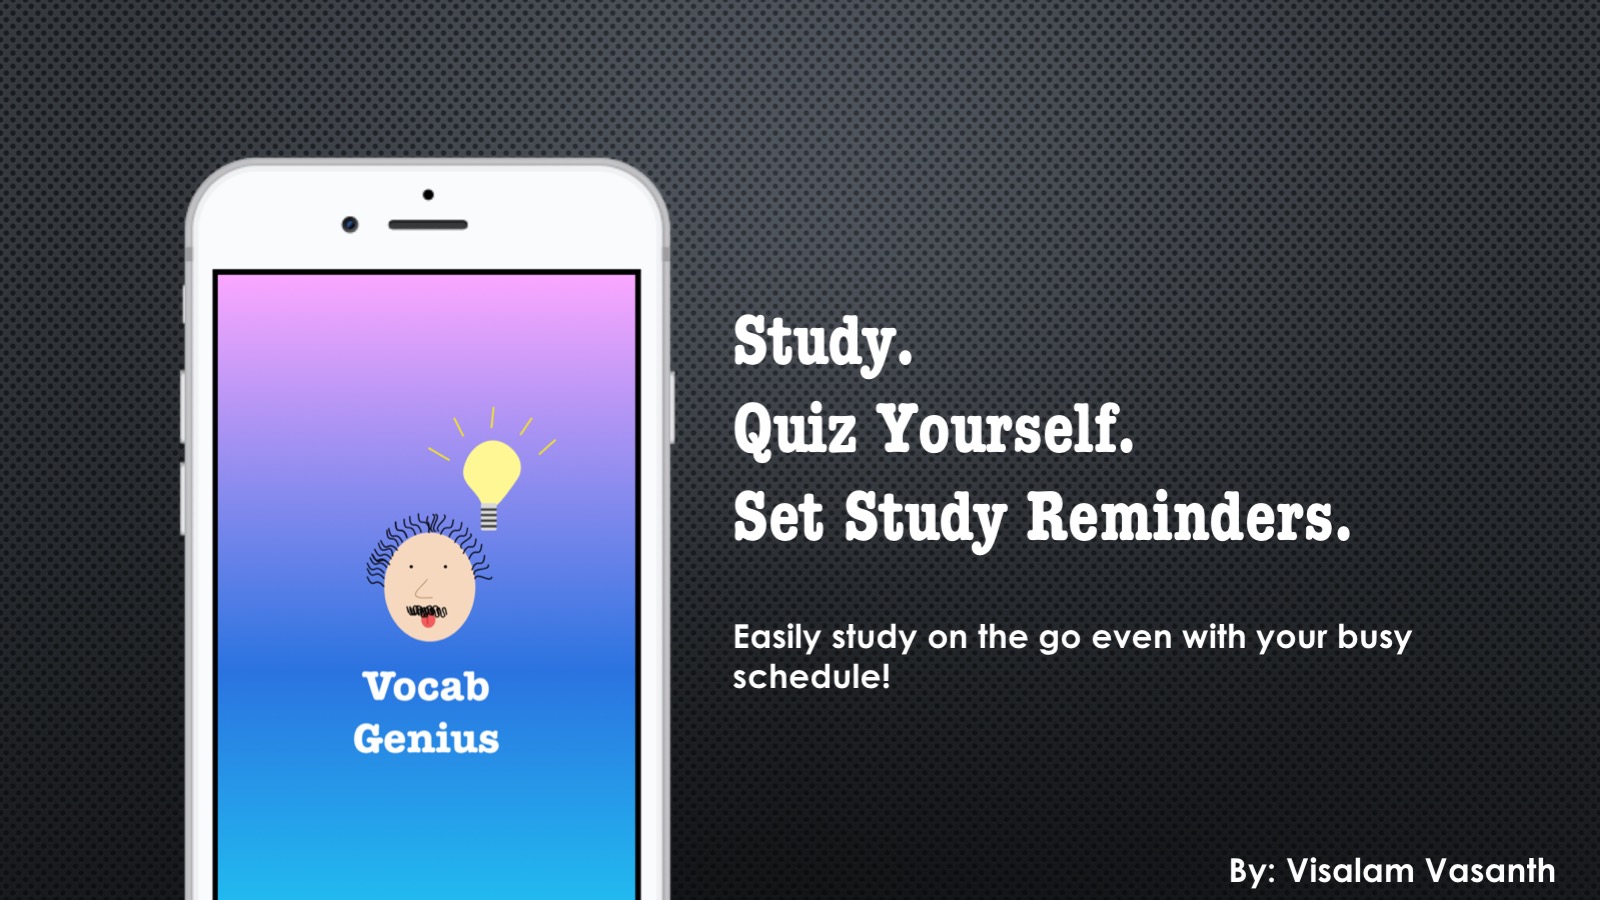 Vocab
Genius
Study.
Quiz Yourself.
Set Study Reminders.
Easily study on the go even with your busy
schedule!
By: Visalam Vasanth